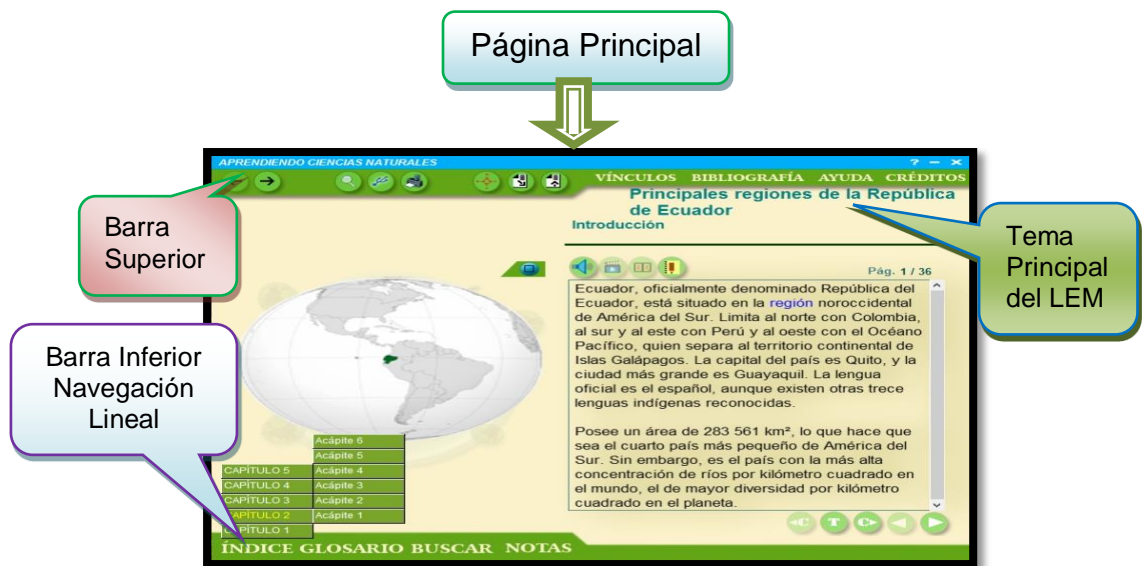 Página Principal
APRENDIENDO CIENCIAS NATURALES
? – ×
VÍNCULOS BIBLIOGRAFÍA AYUDA CRÉDITOS
Principales regiones de la República
de Ecuador
Introducción
Barra
Superior
Tema
Principal
del LEM
Pág. 1 / 36
Ecuador, oficialmente denominado República del
Ecuador, está situado en la región noroccidental
de América del Sur. Limita al norte con Colombia,
al sur y al este con Perú y al oeste con el Océano
Pacífico, quien separa al territorio continental de
Islas Galápagos. La capital del país es Quito, y la
ciudad más grande es Guayaquil. La lengua
oficial es el español, aunque existen otras trece
lenguas indígenas reconocidas.
Posee un área de 283 561 km², lo que hace que
sea el cuarto país más pequeño de América del
Sur. Sin embargo, es el país con la más alta
concentración de ríos por kilómetro cuadrado en
el mundo, el de mayor diversidad por kilómetro
cuadrado en el planeta.
Barra Inferior
Navegación
Lineal
Acápite 6
Acápite 5
CAPÍTULO 5 Acápite 4
CAPÍTULO 4 Acápite 3
CAPÍTULO 3 Acápite 2
CAPÍTULO 2 Acápite 1
CAPÍTULO 1
C T C
ÍNDICE GLOSARIO BUSCAR NOTAS